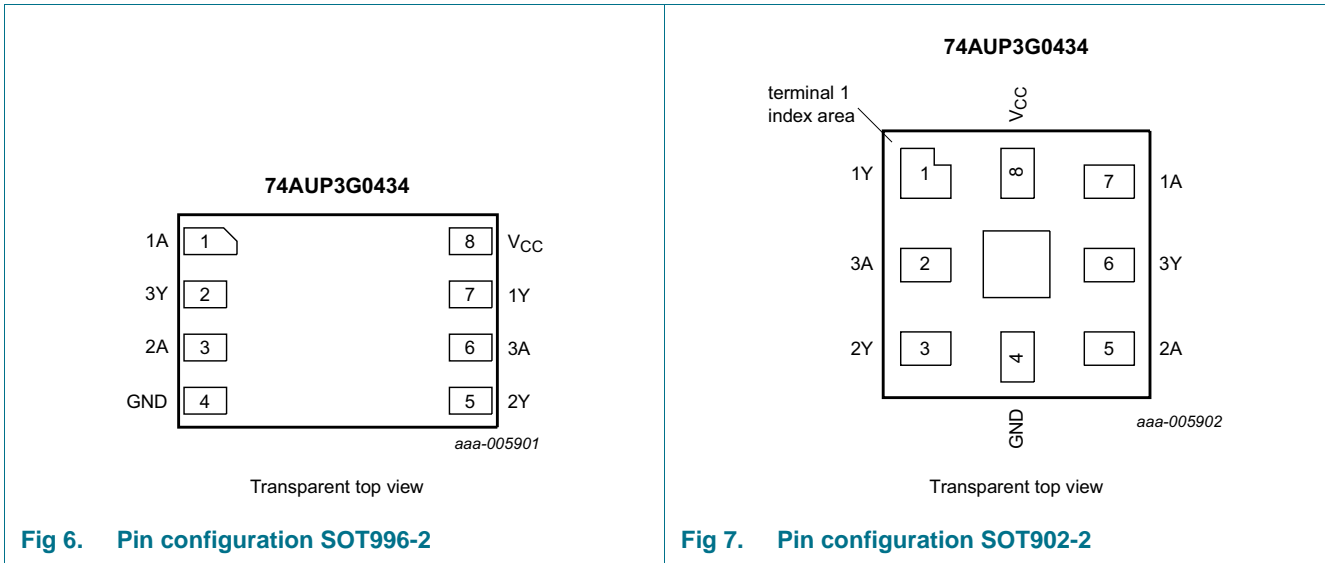 74AUP3G0434
1A 1 8 VCC
3Y 2 7 1Y
2A 3 6 3A
GND 4 5 2Y
aaa-005901
Transparent top view
Fig 6. Pin configuration SOT996-2
74AUP3G0434
terminal 1
index area
VCC
1Y 1 8 7 1A
3A 2 6 3Y
2Y 3 4 5 2A
GND
aaa-005902
Transparent top view
Fig 7. Pin configuration SOT902-2